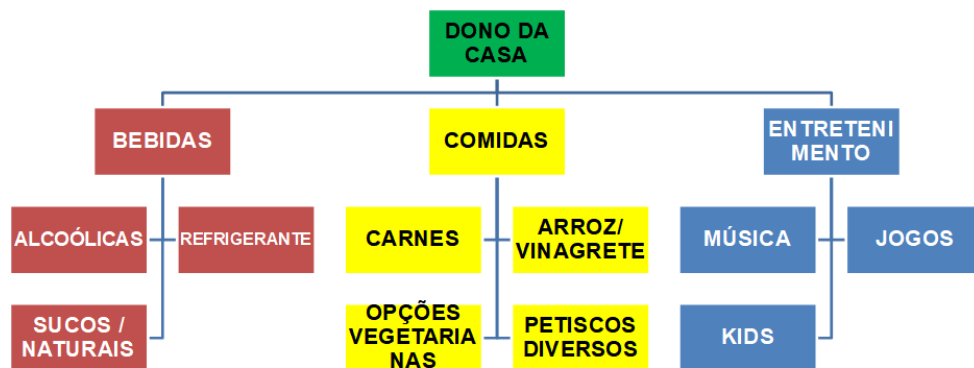 DONO DA
CASA
BEBIDAS
COMIDAS
ENTRETENI
MENTO
ALCOÓLICAS
REFRIGERANTE
CARNES
ARROZ/
VINAGRETE
MÚSICA
JOGOS
SUCOS /
NATURAIS
OPÇÕES
VEGETARIA
NAS
PETISCOS
DIVERSOS
KIDS